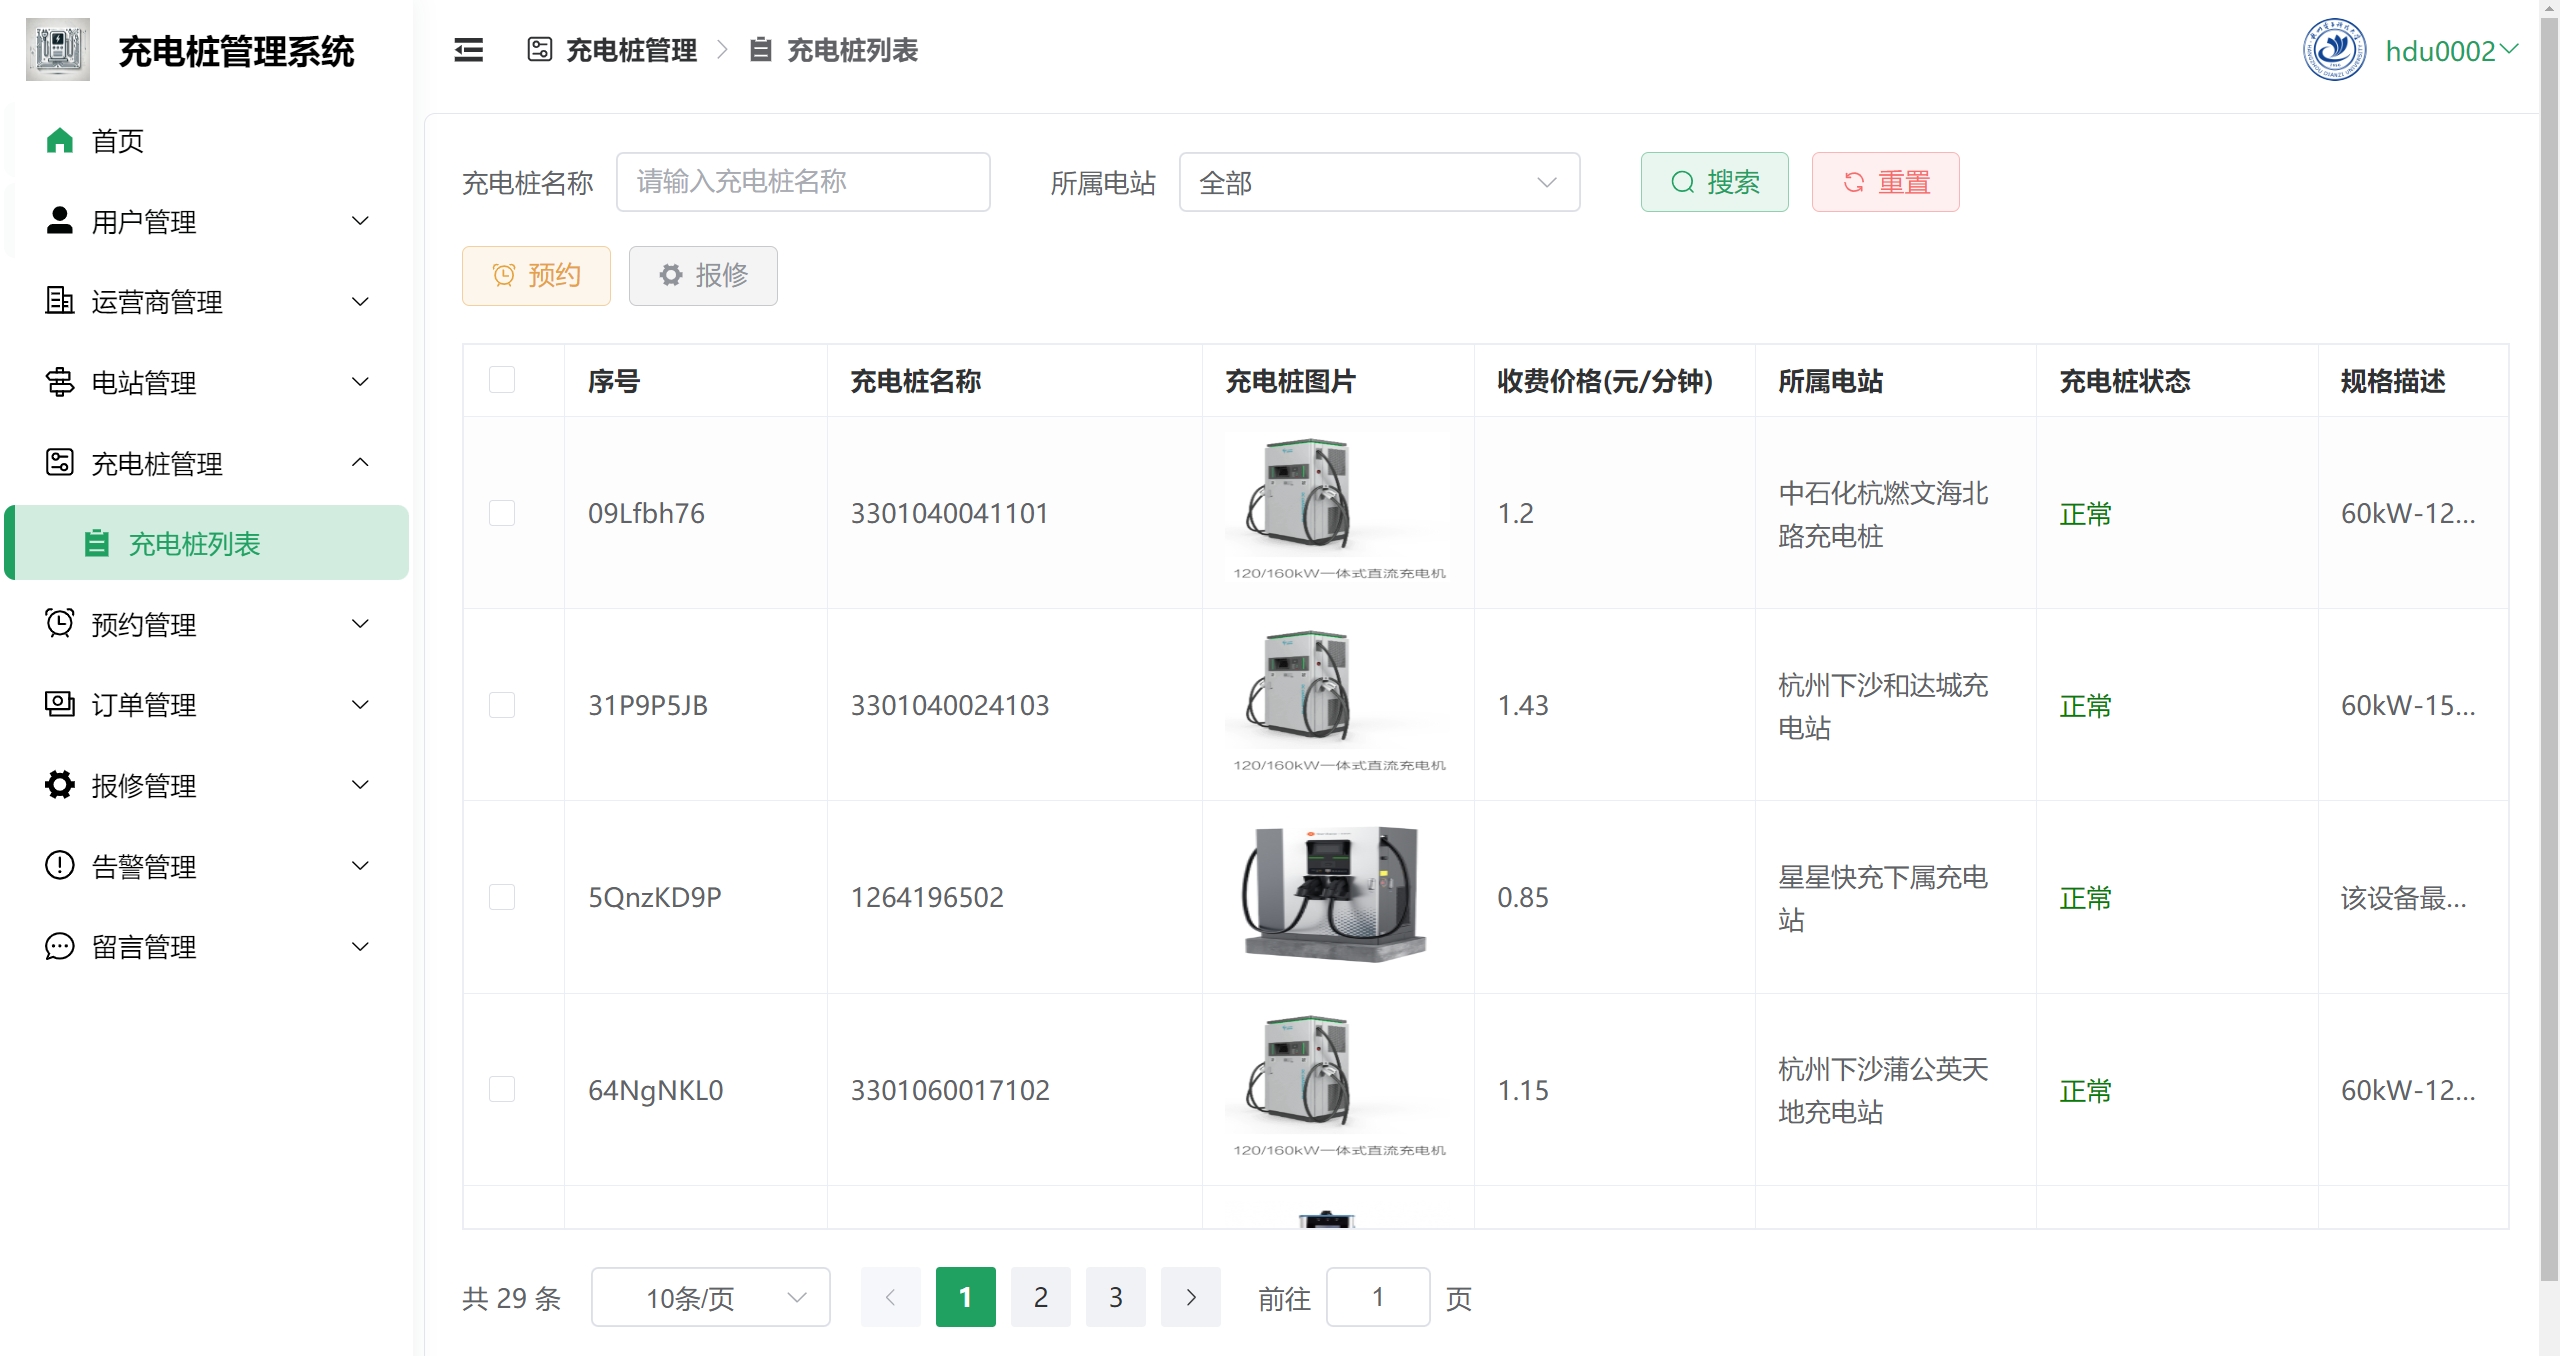 充电桩管理系统
充电桩管理
充电桩列表
hdu0002
首页
用户管理
运营商管理
电站管理
充电桩管理
充电桩列表
预约管理
订单管理
报修管理
告警管理
留言管理
充电桩名称
请输入充电桩名称
所属电站
全部
搜索
重置
预约
报修
序号
充电桩名称
充电桩图片
收费价格(元/分钟)
所属电站
充电桩状态
规格描述
09Lfbh76
3301040041101
120/160kW一体式直流充电机
1.2
中石化杭燃文海北
路充电桩
正常
60kW-12...
31P9P5JB
3301040024103
120/160kW一体式直流充电机
1.43
杭州下沙和达城充
电站
正常
60kW-15...
5QnzKD9P
1264196502
0.85
星星快充下属充电
站
正常
该设备最...
64NgNKL0
3301060017102
120/160kW一体式直流充电机
1.15
杭州下沙蒲公英天
地充电站
正常
60kW-12...
共 29 条
10条/页
1
2
3
前往
1
页